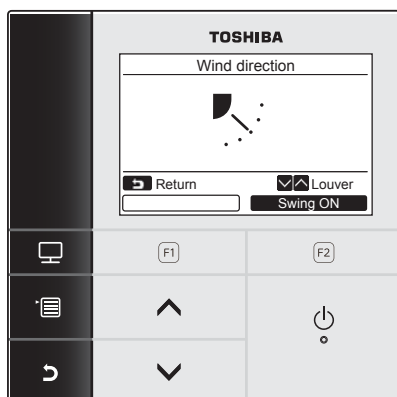 TOSHIBA
Wind direction
Return
Louver
Swing ON
F1
F2